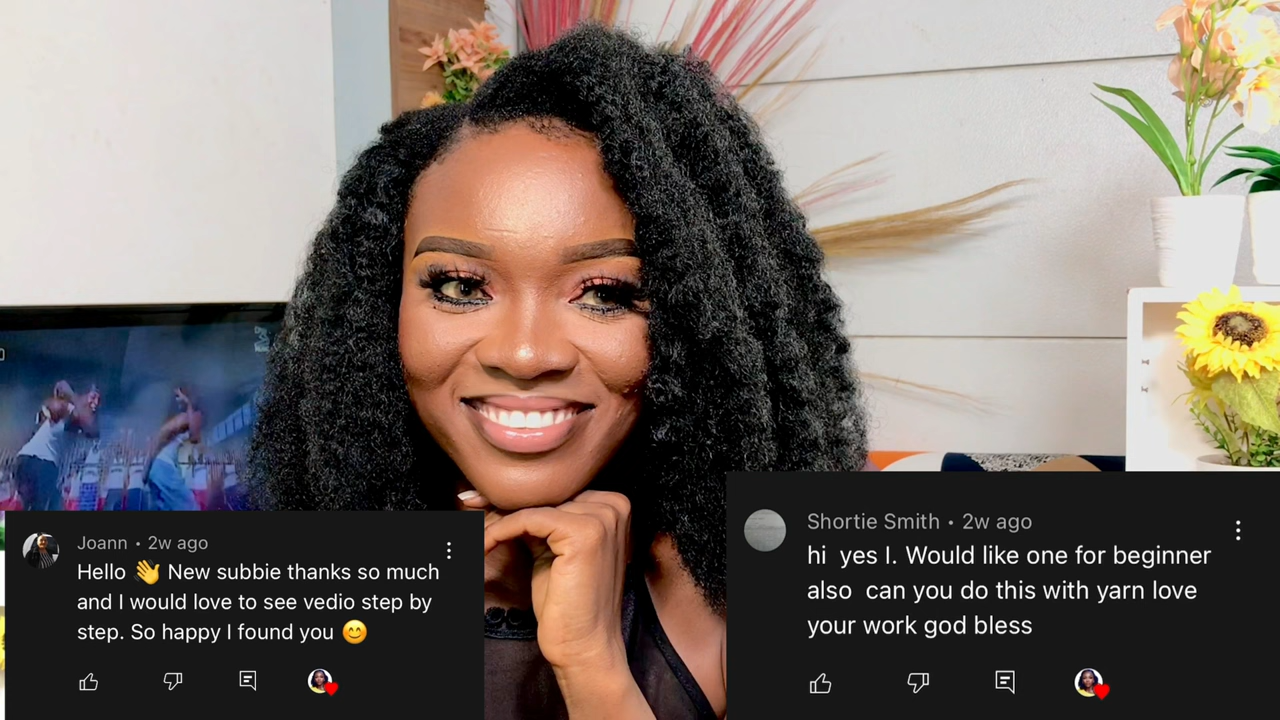 Joann • 2w ago
Hello 👋 New subbie thanks so much
and I would love to see vedio step by
step. So happy I found you 😊
Shortie Smith • 2w ago
hi yes I. Would like one for beginner
also can you do this with yarn love
your work god bless